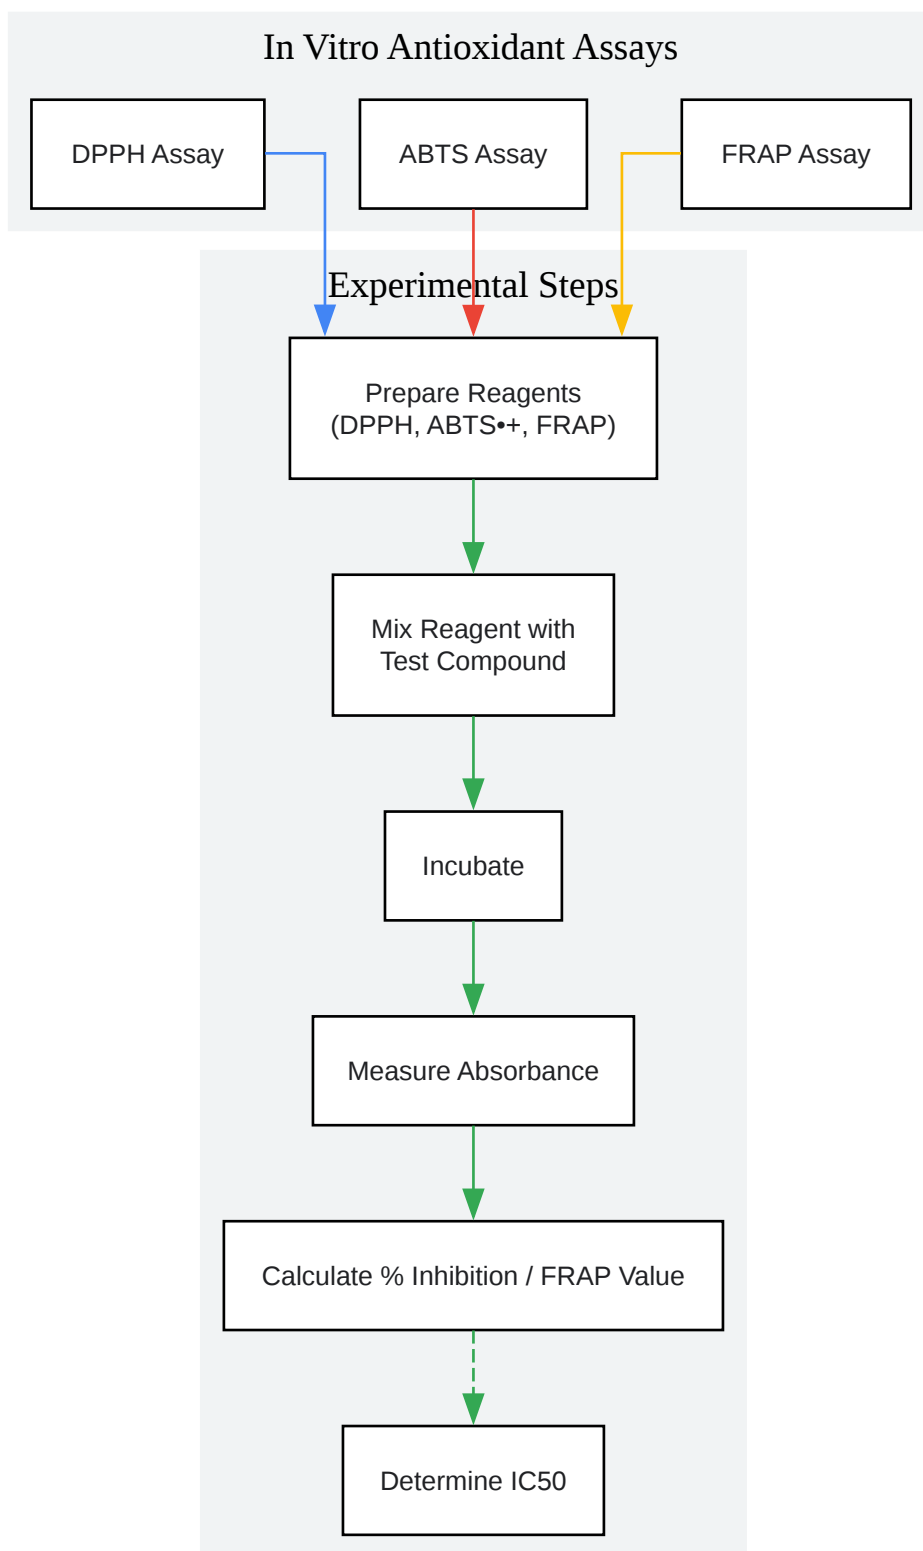 In Vitro Antioxidant Assays
DPPH Assay
ABTS Assay
FRAP Assay
Experimental Steps
Prepare Reagents
(DPPH, ABTS•+, FRAP)
Mix Reagent with
Test Compound
Incubate
Measure Absorbance
Calculate % Inhibition / FRAP Value
Determine IC50